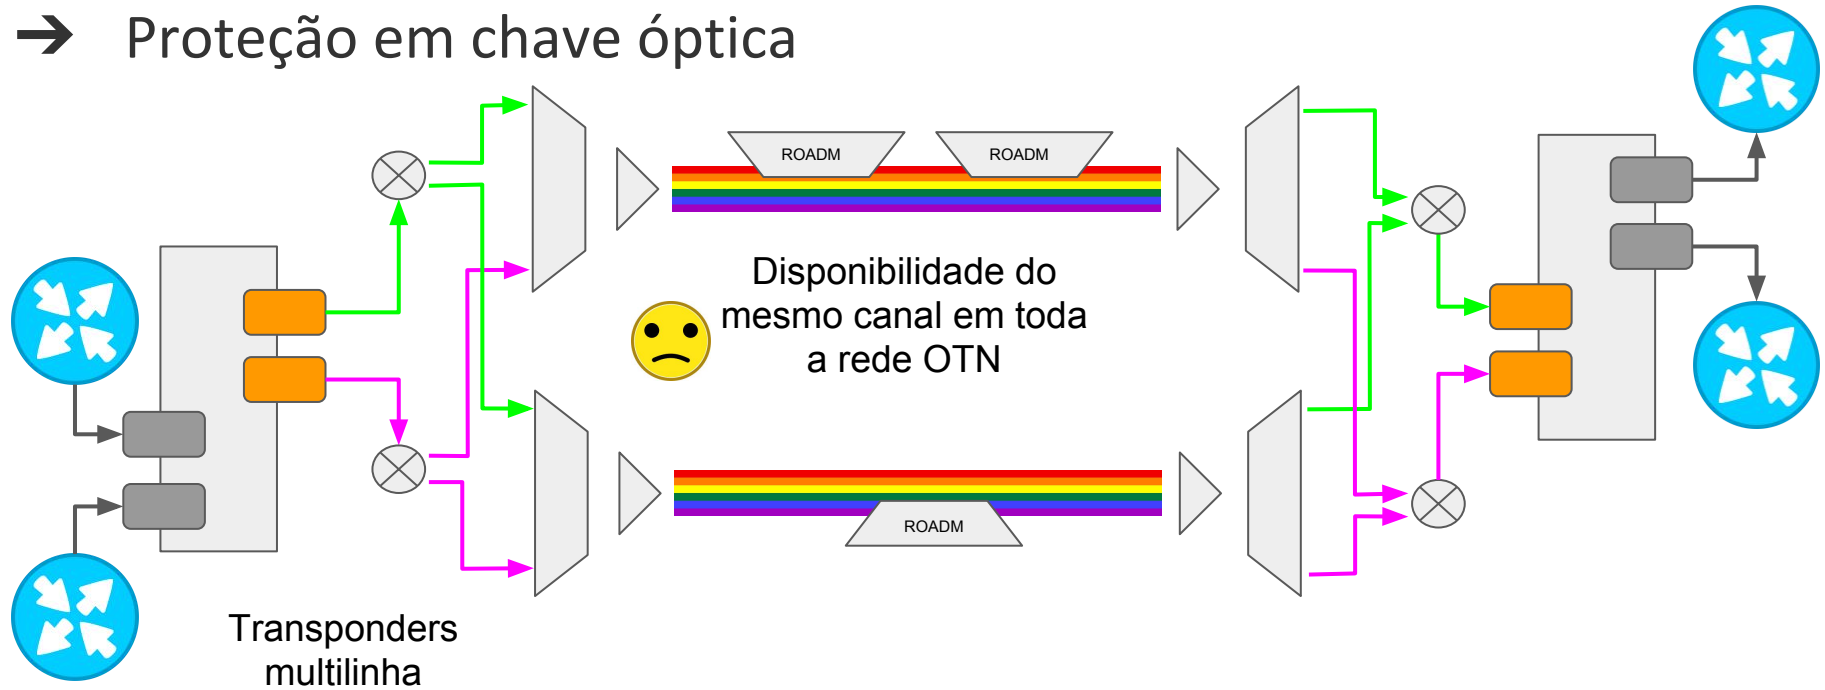 ➔ Proteção em chave óptica
ROADM
ROADM
Disponibilidade do
mesmo canal em toda
a rede OTN
ROADM
Transponders
multilinha